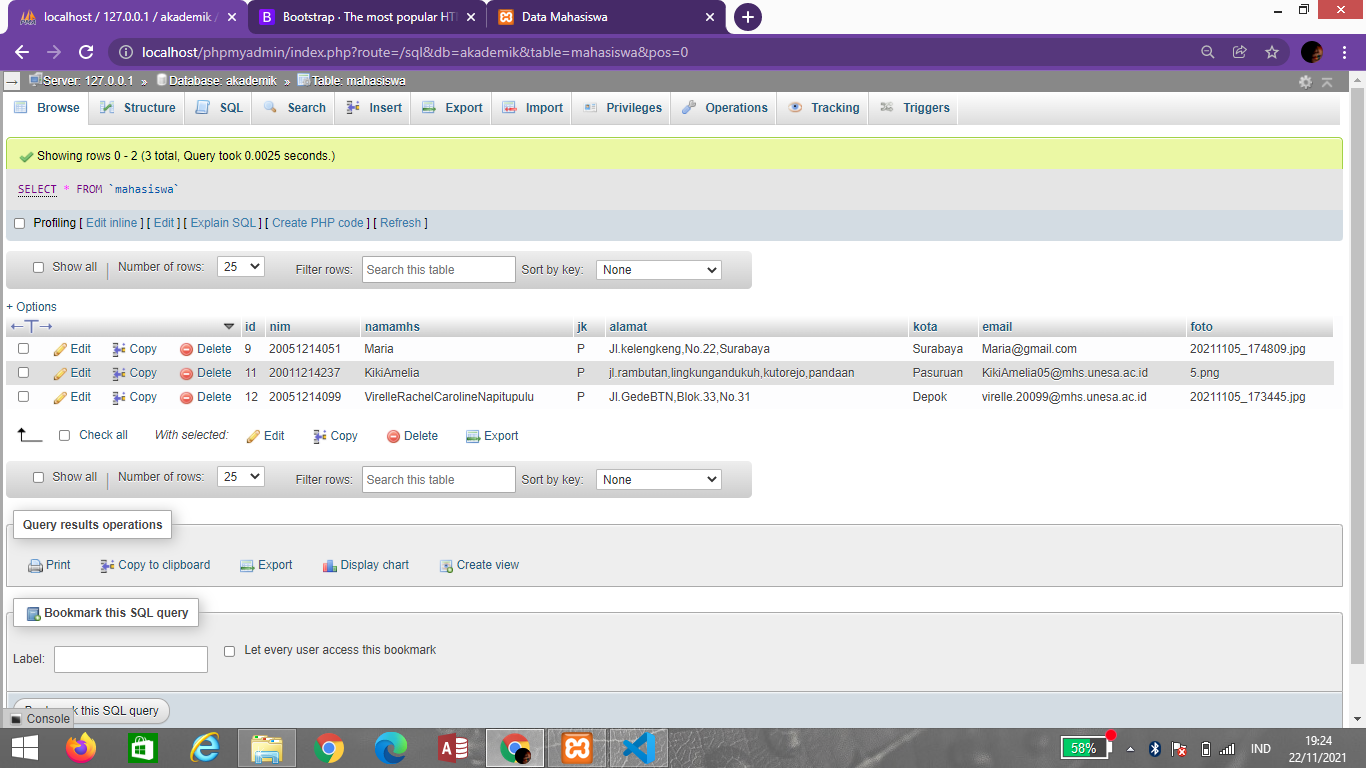 localhost / 127.0.0.1 / akademik /
Bootstrap · The most popular HT
Data Mahasiswa
localhost/phpmyadmin/index.php?route=/sql&db=akademik&table=mahasiswa&pos=0
Server: 127.0.0.1 » Database: akademik » Table: mahasiswa
Browse Structure SQL Search Insert Export Import Privileges Operations Tracking Triggers
Showing rows 0 - 2 (3 total, Query took 0.0025 seconds.)
SELECT * FROM `mahasiswa`
Profiling [ Edit inline ] [ Edit ] [ Explain SQL ] [ Create PHP code ] [ Refresh ]
Show all Number of rows: 25 Filter rows: Search this table Sort by key: None
+ Options
←T→ id nim namamhs jk alamat kota email foto
Edit Copy Delete 9 20051214051 Maria P Jl.kelengkeng,No.22,Surabaya Surabaya Maria@gmail.com 20211105_174809.jpg
Edit Copy Delete 11 20011214237 KikiAmelia P jl.rambutan,lingkungandukuh,kutorejo,pandaan Pasuruan KikiAmelia05@mhs.unesa.ac.id 5.png
Edit Copy Delete 12 20051214099 VirelleRachelCarolineNapitupulu P Jl.GedeBTN,Blok.33,No.31 Depok virelle.20099@mhs.unesa.ac.id 20211105_173445.jpg
Check all With selected: Edit Copy Delete Export
Show all Number of rows: 25 Filter rows: Search this table Sort by key: None
Query results operations
Print Copy to clipboard Export Display chart Create view
Bookmark this SQL query
Label: Let every user access this bookmark
this SQL query
Console
58% IND 19:24
22/11/2021